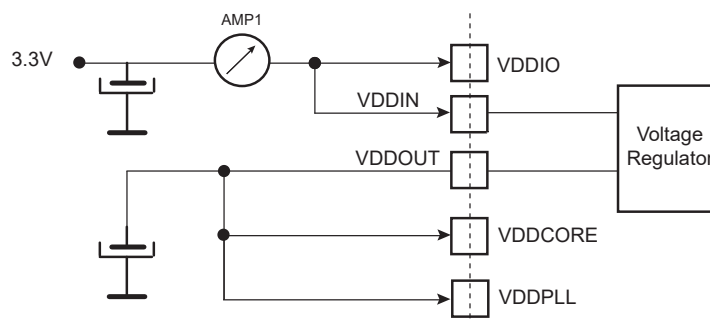 AMP1
3.3V
VDDIO
VDDIN
Voltage
Regulator
VDDOUT
VDDCORE
VDDPLL